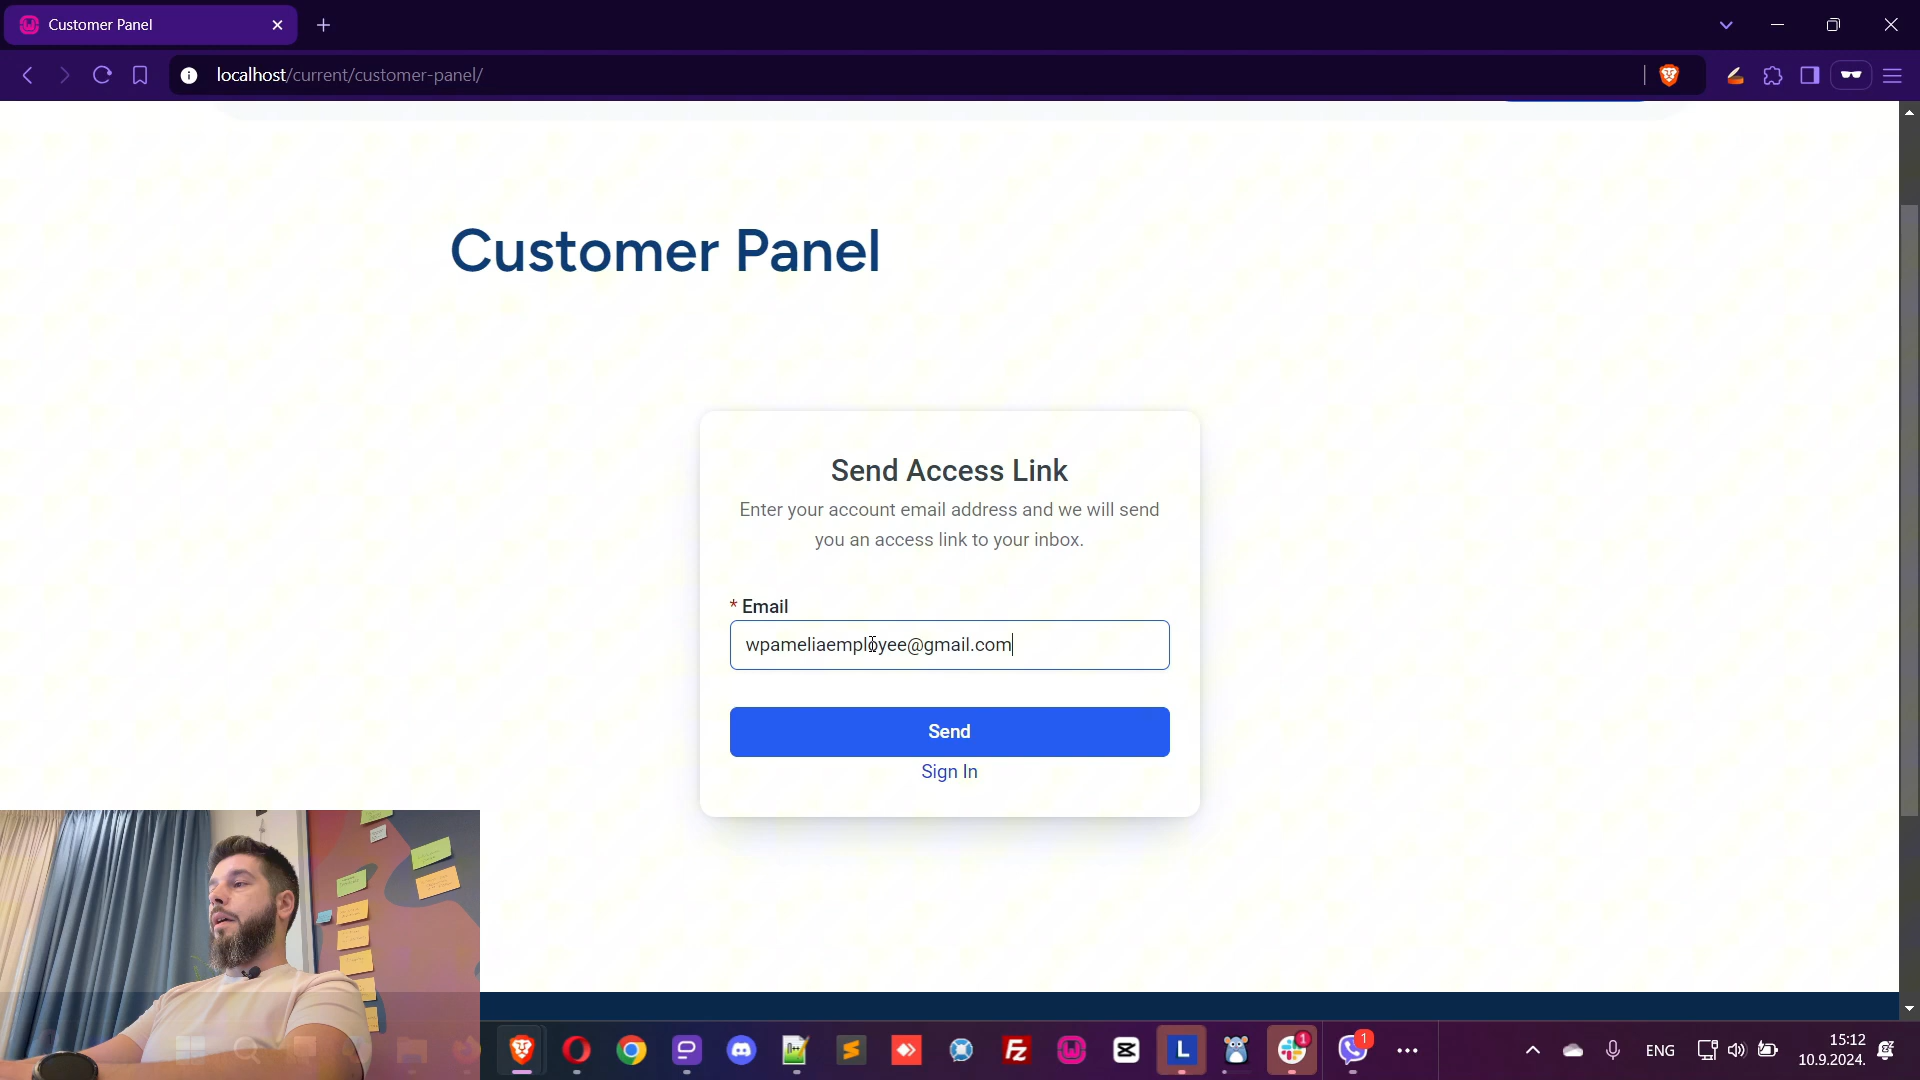 Customer Panel
localhost/current/customer-panel/
Customer Panel
Send Access Link
Enter your account email address and we will send
you an access link to your inbox.
* Email
wpameliaemployee@gmail.com
Send
Sign In
L
1
1
ENG
15:12
10.9.2024.